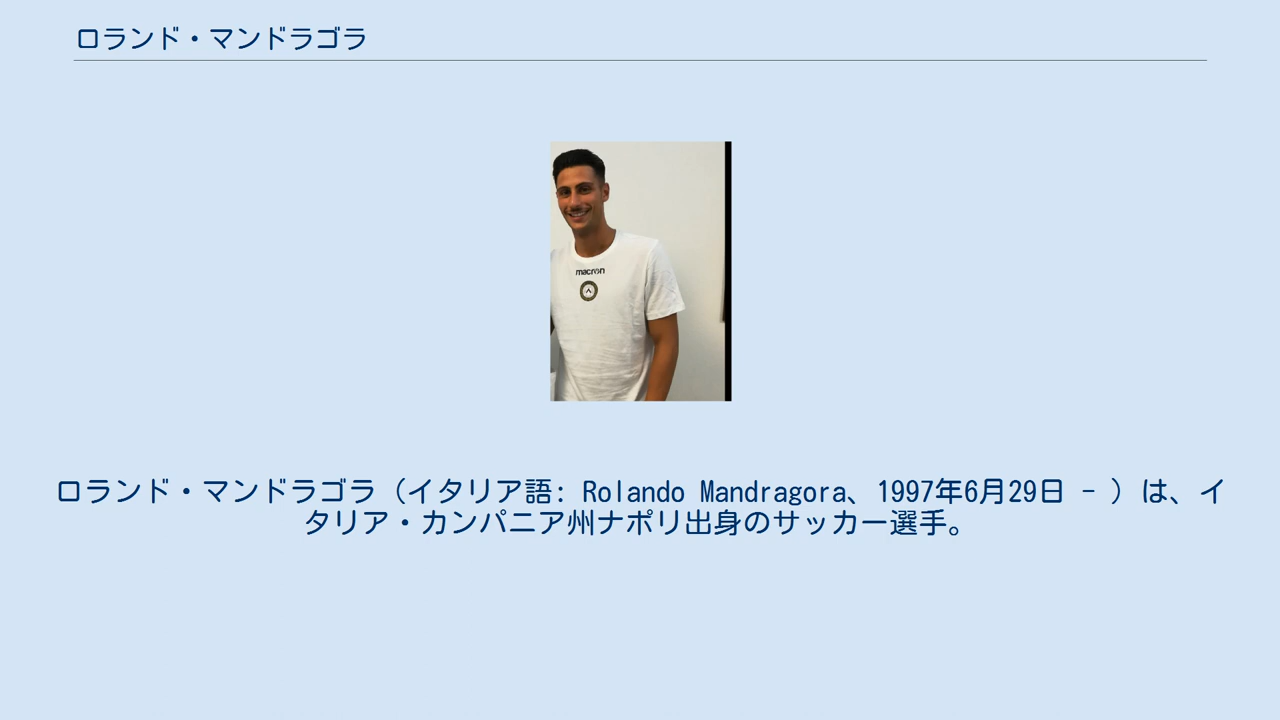 ロランド・マンドラゴラ
macron
ロランド・マンドラゴラ（イタリア語: Rolando Mandragora、1997年6月29日 - ）は、イ
タリア・カンパニア州ナポリ出身のサッカー選手。